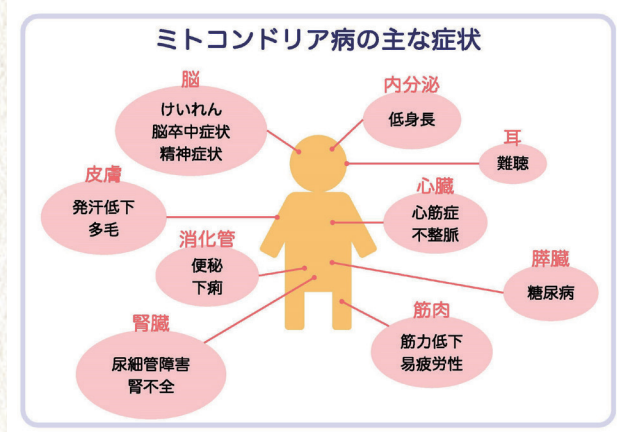 ミトコンドリア病の主な症状
脳
けいれん
脳卒中症状
精神症状
内分泌
低身長
耳
難聴
皮膚
発汗低下
多毛
心臓
心筋症
不整脈
消化管
便秘
下痢
膵臓
糖尿病
腎臓
尿細管障害
腎不全
筋肉
筋力低下
易疲労性